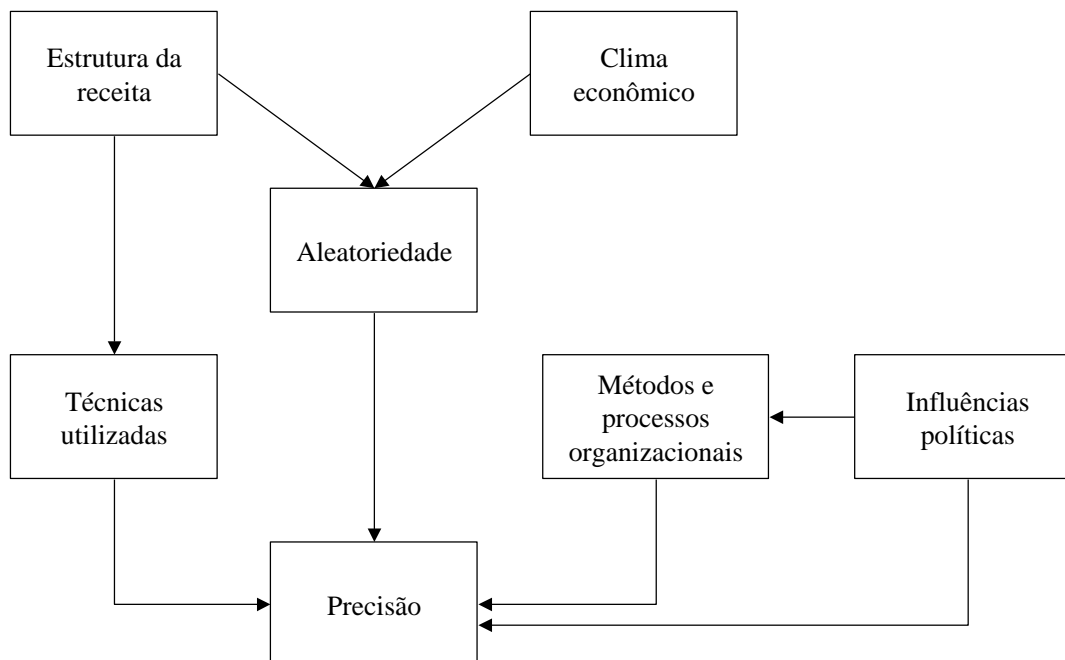 Estrutura da
receita
Clima
econômico
Aleatoriedade
Técnicas
utilizadas
Métodos e
processos
organizacionais
Influências
políticas
Precisão